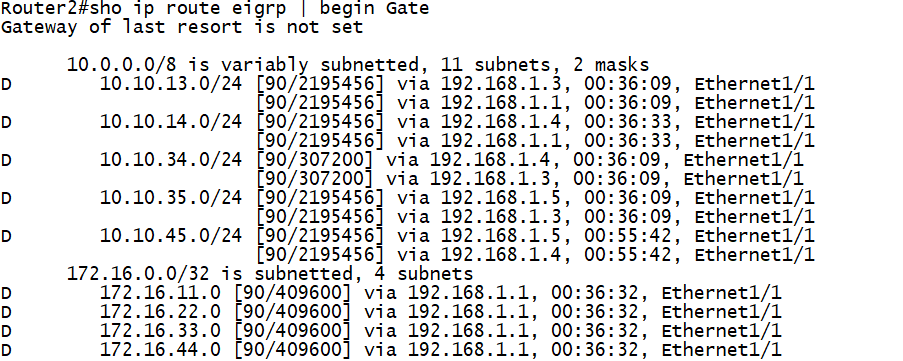 Router2#sho ip route eigrp | begin Gate
Gateway of last resort is not set
10.0.0.0/8 is variably subnetted, 11 subnets, 2 masks
D 10.10.13.0/24 [90/2195456] via 192.168.1.3, 00:36:09, Ethernet1/1
[90/2195456] via 192.168.1.1, 00:36:09, Ethernet1/1
D 10.10.14.0/24 [90/2195456] via 192.168.1.4, 00:36:33, Ethernet1/1
[90/2195456] via 192.168.1.1, 00:36:33, Ethernet1/1
D 10.10.34.0/24 [90/307200] via 192.168.1.4, 00:36:09, Ethernet1/1
[90/307200] via 192.168.1.3, 00:36:09, Ethernet1/1
D 10.10.35.0/24 [90/2195456] via 192.168.1.5, 00:36:09, Ethernet1/1
[90/2195456] via 192.168.1.3, 00:36:09, Ethernet1/1
D 10.10.45.0/24 [90/2195456] via 192.168.1.5, 00:55:42, Ethernet1/1
[90/2195456] via 192.168.1.4, 00:55:42, Ethernet1/1
172.16.0.0/32 is subnetted, 4 subnets
D 172.16.11.0 [90/409600] via 192.168.1.1, 00:36:32, Ethernet1/1
D 172.16.22.0 [90/409600] via 192.168.1.1, 00:36:32, Ethernet1/1
D 172.16.33.0 [90/409600] via 192.168.1.1, 00:36:32, Ethernet1/1
D 172.16.44.0 [90/409600] via 192.168.1.1, 00:36:32, Ethernet1/1